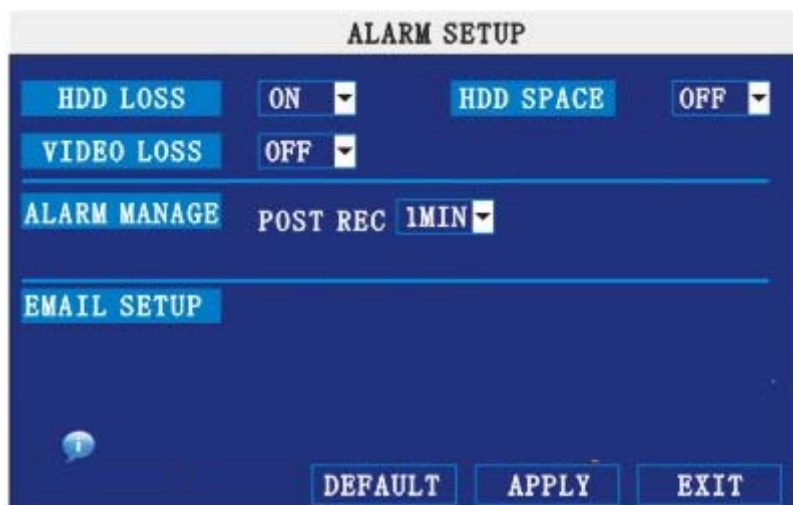 ALARM SETUP
HDD LOSS ON HDD SPACE OFF
VIDEO LOSS OFF
ALARM MANAGE POST REC 1MIN
EMAIL SETUP
DEFAULT APPLY EXIT